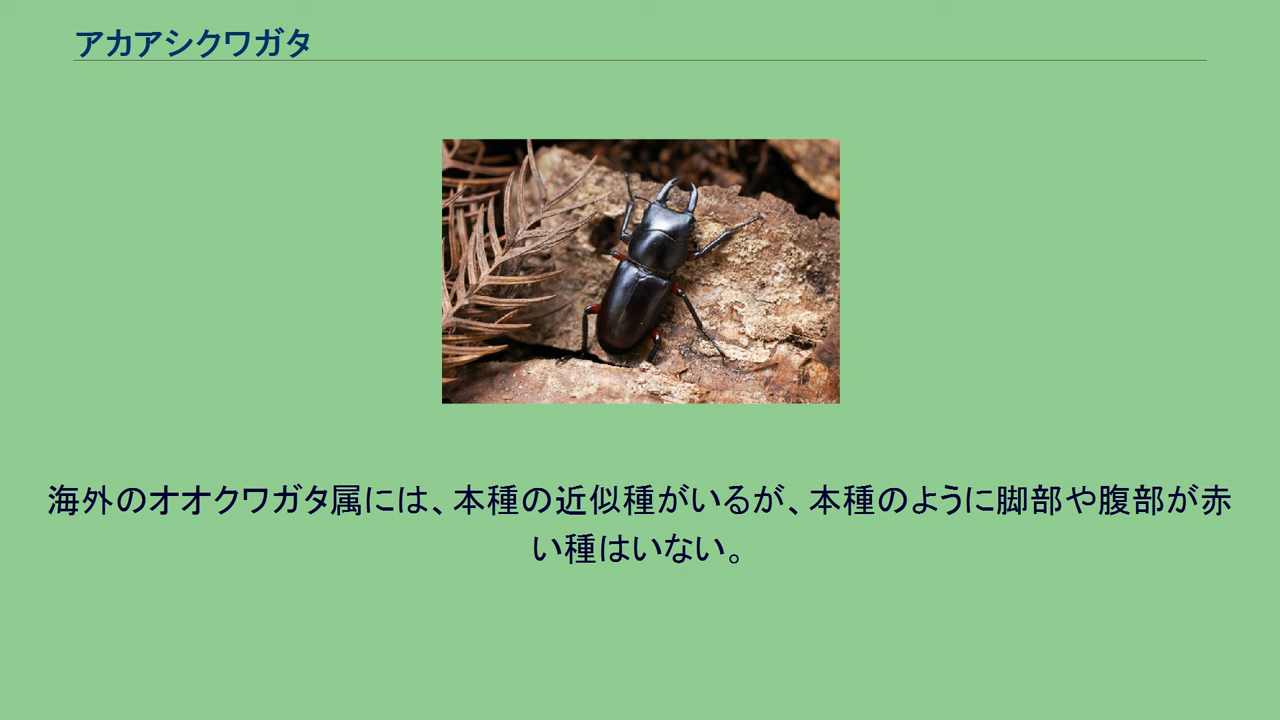 アカアシクワガタ
海外のオオクワガタ属には、本種の近似種がいるが、本種のように脚部や腹部が赤
い種はいない。